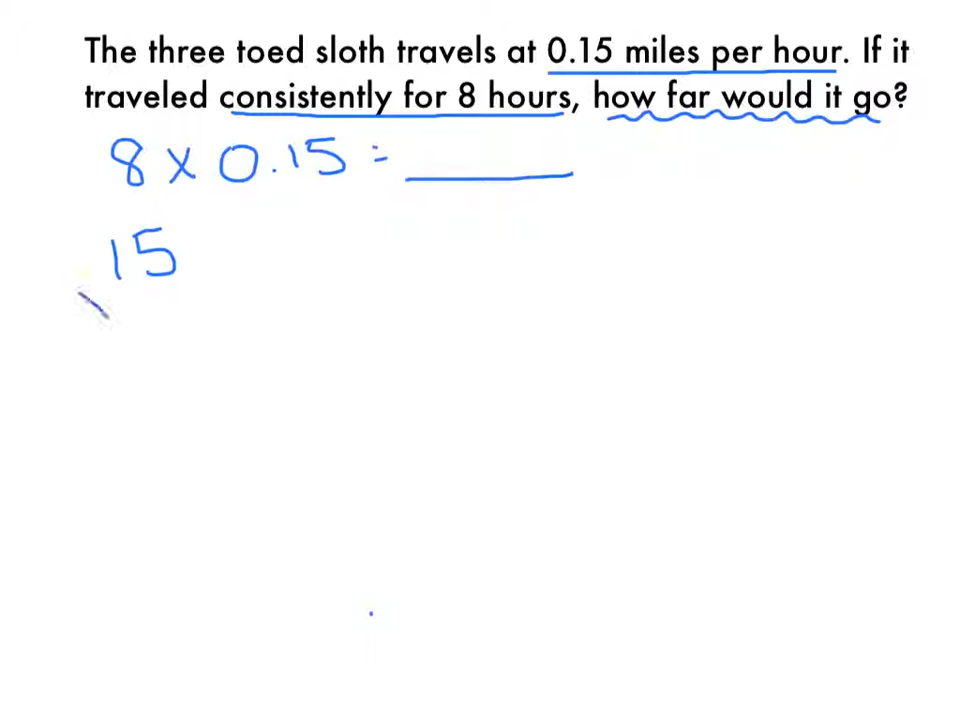 The three toed sloth travels at 0.15 miles per hour. If it
traveled consistently for 8 hours, how far would it go?
8 x 0.15 =
15